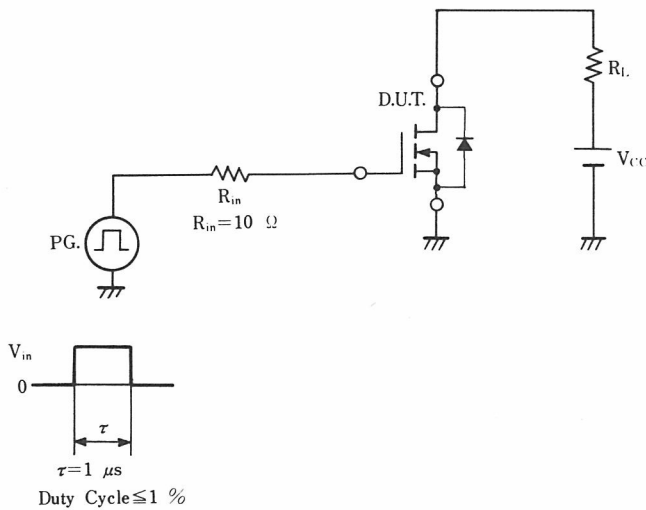 R_L
D.U.T.
V_CC
R_in
R_in=10 Ω
PG.
V_in
0
τ
τ=1 μs
Duty Cycle≦1 %